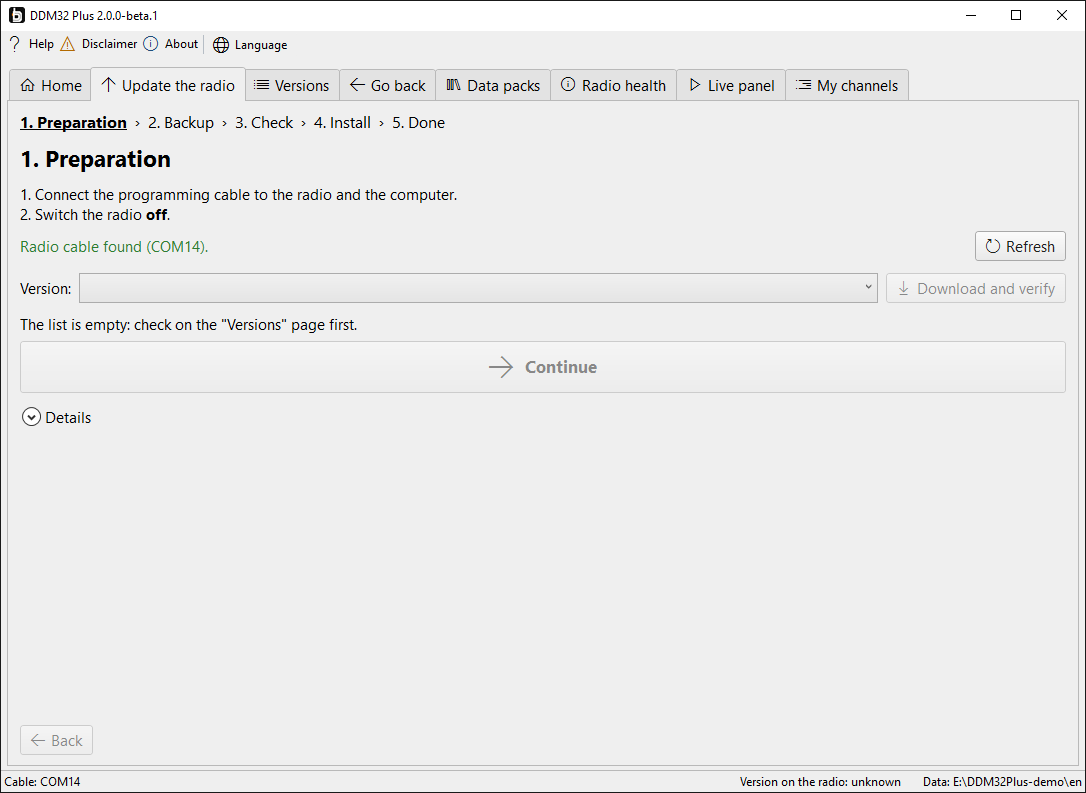 DDM32 Plus 2.0.0-beta.1
Help Disclaimer About Language
Home Update the radio Versions Go back Data packs Radio health Live panel My channels
1. Preparation › 2. Backup › 3. Check › 4. Install › 5. Done
1. Preparation
1. Connect the programming cable to the radio and the computer.
2. Switch the radio off.
Radio cable found (COM14). Refresh
Version: Download and verify
The list is empty: check on the "Versions" page first.
Continue
Details
Back
Cable: COM14 Version on the radio: unknown Data: E:\DDM32Plus-demo\en